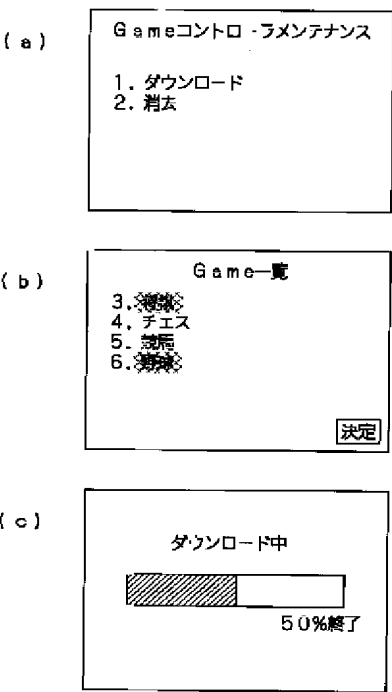 (a)
Gameコントロ-ラメンテナンス
1. ダウンロード
2. 消去
(b)
Game一覧
3.
4. チェス
5. 競馬
6. 野球
決定
(c)
ダウンロード中
50%終了